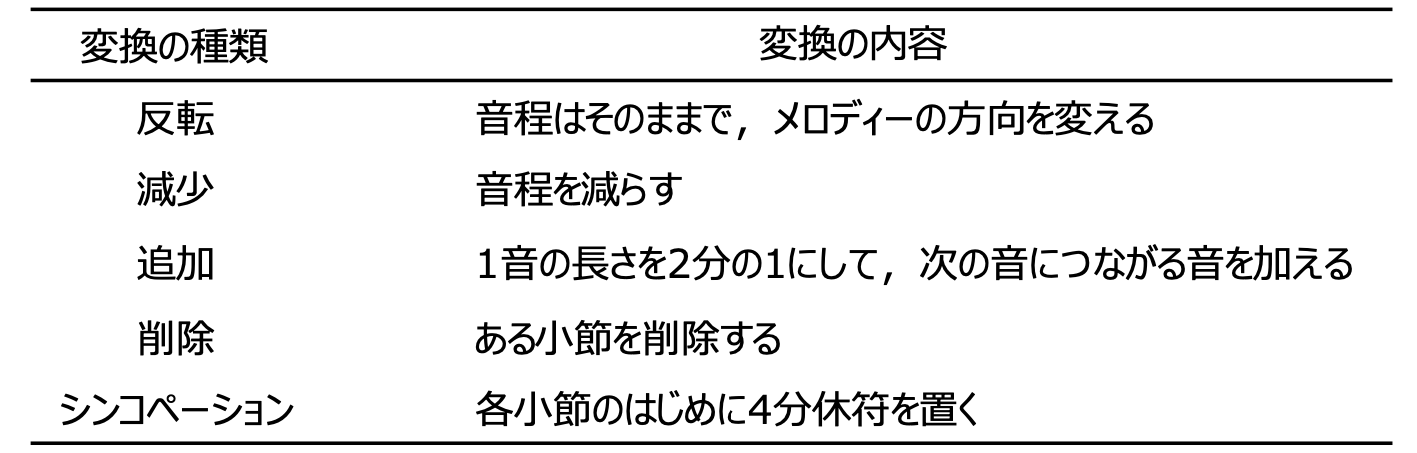 変換の種類 変換の内容
反転 音程はそのままで，メロディーの方向を変える
減少 音程を減らす
追加 1音の長さを2分の1にして，次の音につながる音を加える
削除 ある小節を削除する
シンコペーション 各小節のはじめに4分休符を置く